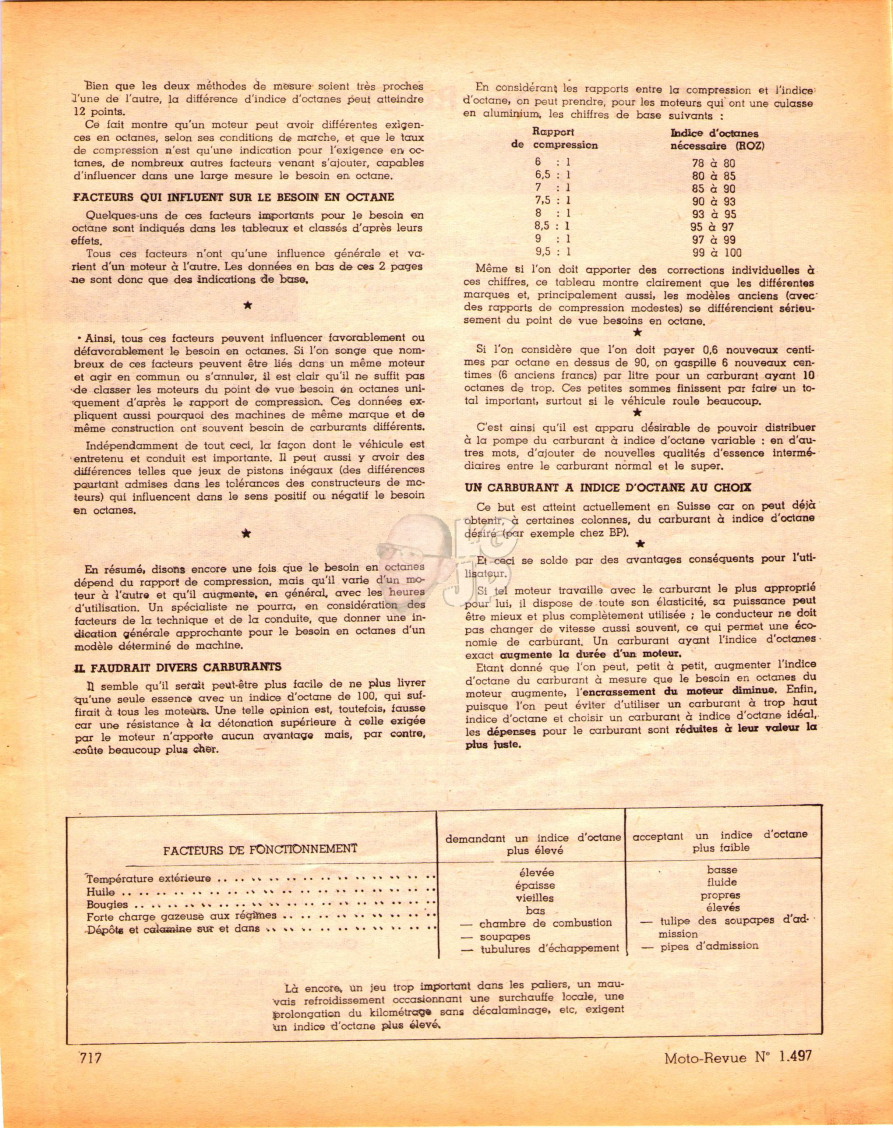 Bien que les deux méthodes de mesure soient très proches
l'une de l'autre, la différence d'indice d'octanes peut atteindre
12 points.
Ce fait montre qu'un moteur peut avoir différentes exigen-
ces en octanes, selon ses conditions de marche, et que le taux
de compression n'est qu'une indication pour l'exigence en oc-
tanes, de nombreux autres facteurs venant s'ajouter, capables
d'influencer dans une large mesure le besoin en octane.
FACTEURS QUI INFLUENT SUR LE BESOIN EN OCTANE
Quelques-uns de ces facteurs importants pour le besoin en
octane sont indiqués dans les tableaux et classés d'après leurs
effets.
Tous ces facteurs n'ont qu'une influence générale et va-
rient d'un moteur à l'autre. Les données en bas de ces 2 pages
ne sont donc que des indications de base.
★
Ainsi, tous ces facteurs peuvent influencer favorablement ou
défavorablement le besoin en octanes. Si l'on songe que nom-
breux de ces facteurs peuvent être liés dans un même moteur
et agir en commun ou s'annuler, il est clair qu'il ne suffit pas
de classer les moteurs du point de vue besoin en octanes uni-
quement d'après le rapport de compression. Ces données ex-
pliquent aussi pourquoi des machines de même marque et de
même construction ont souvent besoin de carburants différents.
Indépendamment de tout ceci, la façon dont le véhicule est
entretenu et conduit est importante. Il peut aussi y avoir des
différences telles que jeux de pistons inégaux (des différences
pourtant admises dans les tolérances des constructeurs de mo-
teurs) qui influencent dans le sens positif ou négatif le besoin
en octanes.
★
En résumé, disons encore une fois que le besoin en octanes
dépend du rapport de compression, mais qu'il varie d'un mo-
teur à l'autre et qu'il augmente, en général, avec les heures
d'utilisation. Un spécialiste ne pourra, en considération des
facteurs de la technique et de la conduite, que donner une in-
dication générale approchante pour le besoin en octanes d'un
modèle déterminé de machine.
IL FAUDRAIT DIVERS CARBURANTS
Il semble qu'il serait peut-être plus facile de ne plus livrer
qu'une seule essence avec un indice d'octane de 100, qui suf-
firait à tous les moteurs. Une telle opinion est, toutefois, fausse
car une résistance à la détonation supérieure à celle exigée
par le moteur n'apporte aucun avantage mais, par contre,
coûte beaucoup plus cher.
En considérant les rapports entre la compression et l'indice
d'octane, on peut prendre, pour les moteurs qui ont une culasse
en aluminium, les chiffres de base suivants :
Rapport Indice d'octanes
de compression nécessaire (ROZ)
6 : 1 78 à 80
6,5 : 1 80 à 85
7 : 1 85 à 90
7,5 : 1 90 à 93
8 : 1 93 à 95
8,5 : 1 95 à 97
9 : 1 97 à 99
9,5 : 1 99 à 100
Même si l'on doit apporter des corrections individuelles à
ces chiffres, ce tableau montre clairement que les différentes
marques et, principalement aussi, les modèles anciens (avec
des rapports de compression modestes) se différencient sérieu-
sement du point de vue besoins en octane.
★
Si l'on considère que l'on doit payer 0,6 nouveaux centi-
mes par octane en dessus de 90, on gaspille 6 nouveaux cen-
times (6 anciens francs) par litre pour un carburant ayant 10
octanes de trop. Ces petites sommes finissent par faire un to-
tal important, surtout si le véhicule roule beaucoup.
★
C'est ainsi qu'il est apparu désirable de pouvoir distribuer
à la pompe du carburant à indice d'octane variable : en d'au-
tres mots, d'ajouter de nouvelles qualités d'essence intermé-
diaires entre le carburant normal et le super.
UN CARBURANT A INDICE D'OCTANE AU CHOIX
Ce but est atteint actuellement en Suisse car on peut déjà
obtenir, à certaines colonnes, du carburant à indice d'octane
désiré (par exemple chez BP).
★
Et ceci se solde par des avantages conséquents pour l'uti-
lisateur.
Si tel moteur travaille avec le carburant le plus approprié
pour lui, il dispose de toute son élasticité, sa puissance peut
être mieux et plus complètement utilisée ; le conducteur ne doit
pas changer de vitesse aussi souvent, ce qui permet une éco-
nomie de carburant. Un carburant ayant l'indice d'octanes
exact augmente la durée d'un moteur.
Etant donné que l'on peut, petit à petit, augmenter l'indice
d'octane du carburant à mesure que le besoin en octanes du
moteur augmente, l'encrassement du moteur diminue. Enfin,
puisque l'on peut éviter d'utiliser un carburant à trop haut
indice d'octane et choisir un carburant à indice d'octane idéal,
les dépenses pour le carburant sont réduites à leur valeur la
plus juste.
FACTEURS DE FONCTIONNEMENT
demandant un indice d'octane
plus élevé
acceptant un indice d'octane
plus faible
Température extérieure .. .. .. .. .. .. .. .. .. .. élevée basse
Huile .. .. .. .. .. .. .. .. .. .. .. .. épaisse fluide
Bougies .. .. .. .. .. .. .. .. .. .. .. .. vieilles propres
Forte charge gazeuse aux régimes .. .. .. .. .. .. bas élevés
Dépôts et calamine sur et dans .. .. .. .. .. .. — chambre de combustion — tulipe des soupapes d'ad-
mission
— soupapes
— tubulures d'échappement — pipes d'admission
Là encore, un jeu trop important dans les paliers, un mau-
vais refroidissement occasionnant une surchauffe locale, une
prolongation du kilométrage sans décalaminage, etc, exigent
un indice d'octane plus élevé.
717
Moto-Revue N° 1.497